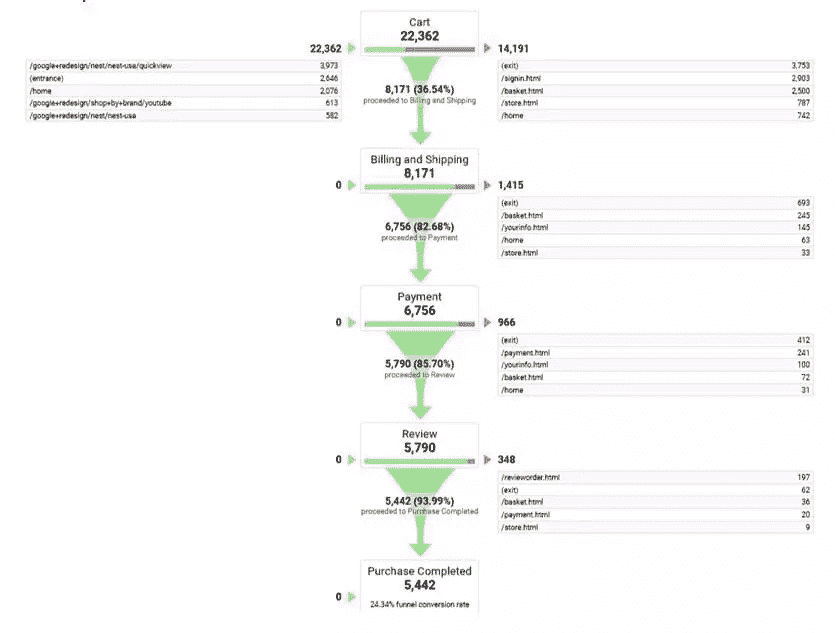 Cart
22,362
22,362
14,191
/google+redesign/nest/nest-usa/quickview 3,973
(entrance) 2,646
/home 2,076
/google+redesign/shop+by+brand/youtube 613
/google+redesign/nest/nest-usa 582
(exit) 3,753
/signin.html 2,903
/basket.html 2,500
/store.html 787
/home 742
8,171 (36.54%)
proceeded to Billing and Shipping
Billing and Shipping
8,171
0
1,415
(exit) 693
/basket.html 245
/yourinfo.html 145
/home 63
/store.html 33
6,756 (82.68%)
proceeded to Payment
Payment
6,756
0
966
(exit) 412
/payment.html 241
/yourinfo.html 100
/basket.html 72
/home 31
5,790 (85.70%)
proceeded to Review
Review
5,790
0
348
/revieworder.html 197
(exit) 62
/basket.html 36
/payment.html 20
/store.html 9
5,442 (93.99%)
proceeded to Purchase Completed
Purchase Completed
5,442
0
24.34% funnel conversion rate